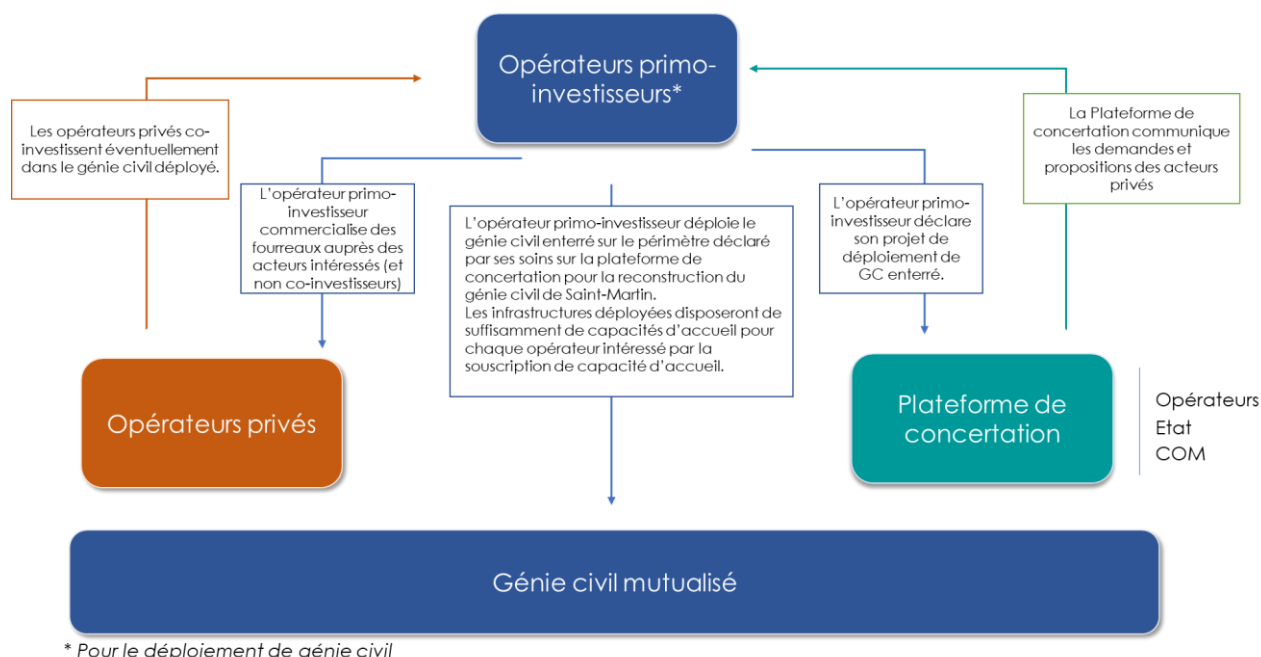 Opérateurs primo-
investisseurs*
Les opérateurs privés co-
investissent éventuellement
dans le génie civil déployé.
La Plateforme de
concertation communique
les demandes et
propositions des acteurs
privés
L'opérateur primo-
investisseur
commercialise des
fourreaux auprès des
acteurs intéressés (et
non co-investisseurs)
L'opérateur primo-investisseur déploie le
génie civil enterré sur le périmètre déclaré
par ses soins sur la plateforme de
concertation pour la reconstruction du
génie civil de Saint-Martin.
Les infrastructures déployées disposeront de
suffisamment de capacités d'accueil pour
chaque opérateur intéressé par la
souscription de capacité d'accueil.
L'opérateur primo-
investisseur déclare
son projet de
déploiement de
GC enterré.
Opérateurs privés
Plateforme de
concertation
Opérateurs
Etat
COM
Génie civil mutualisé
* Pour le déploiement de génie civil